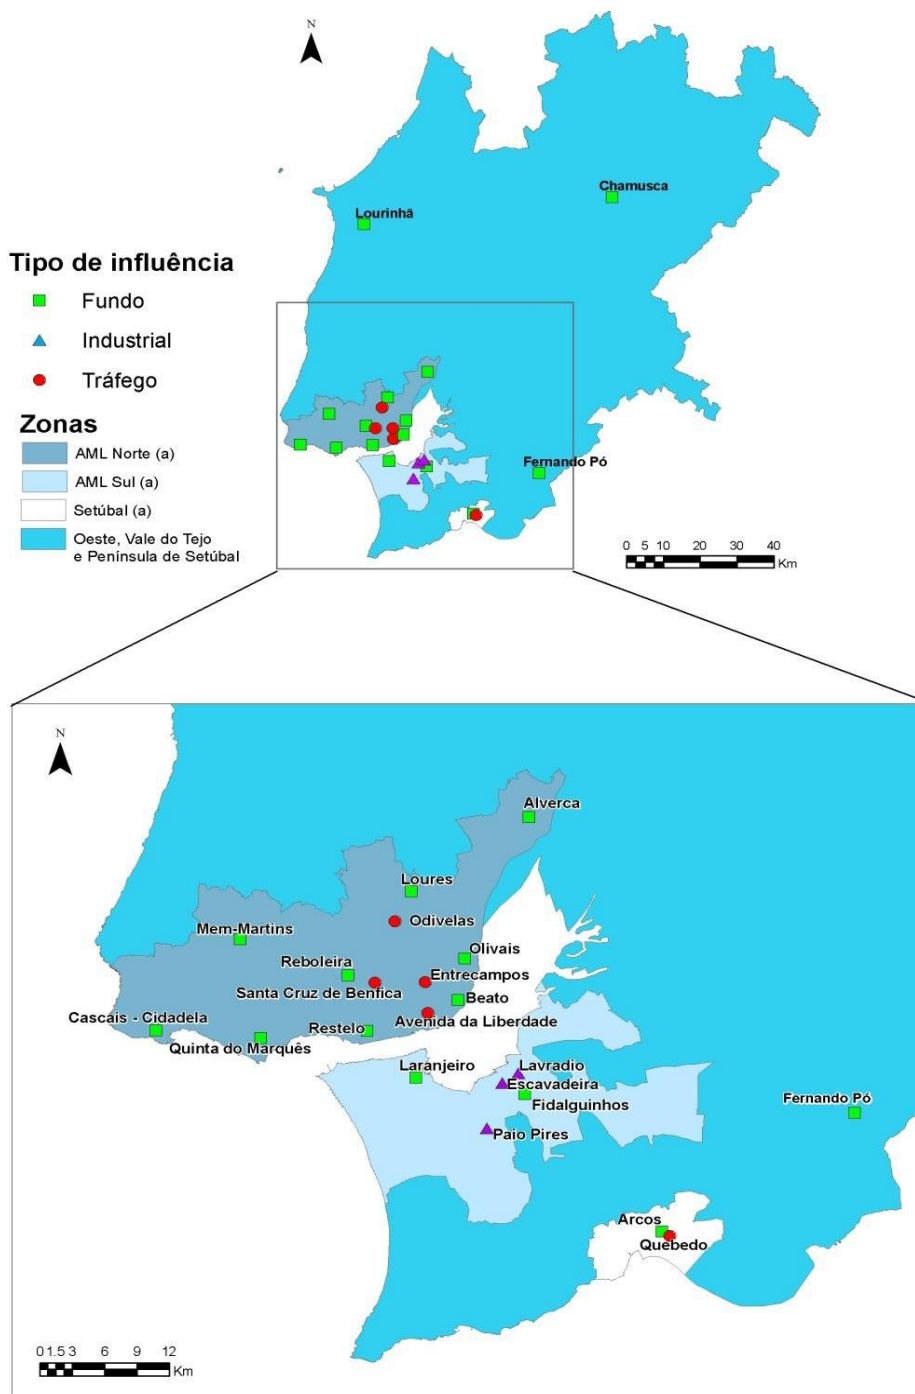 N
Chamusca
Lourinhã
Tipo de influência
Fundo
Industrial
Tráfego
Zonas
AML Norte (a)
AML Sul (a)
Setúbal (a)
Oeste, Vale do Tejo
e Península de Setúbal
Fernando Pó
0 5 10 20 30 40
Km
N
Alverca
Loures
Odivelas
Mem-Martins
Olivais
Reboleira
Entrecampos
Santa Cruz de Benfica
Beato
Cascais - Cidadela
Restelo
Avenida da Liberdade
Quinta do Marquês
Laranjeiro
Lavradio
Escavadeira
Fidalguinhos
Fernando Pó
Paio Pires
Arcos
Quebedo
0 1.5 3 6 9 12
Km